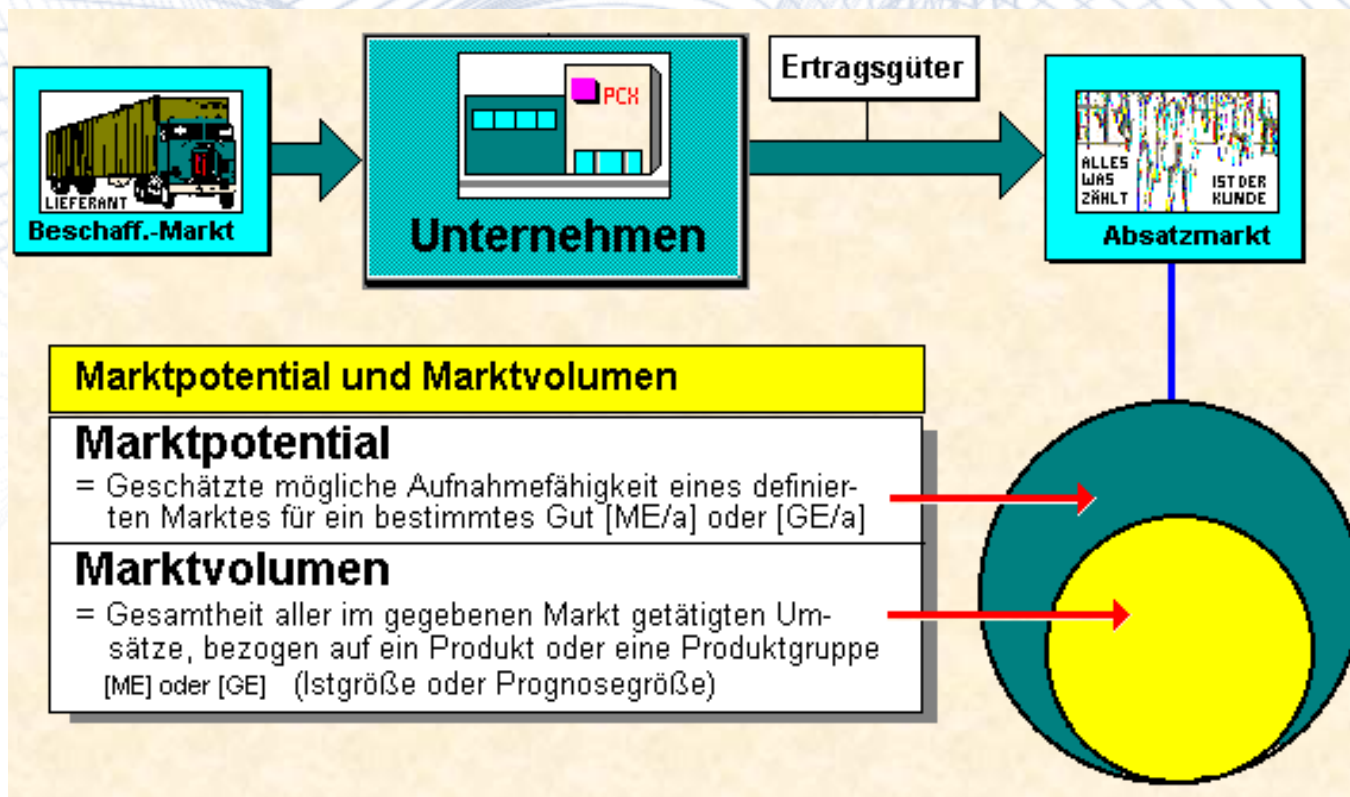 LIEFERANT
Beschaff.-Markt
PCX
Unternehmen
Ertragsgüter
ALLES
WAS
ZÄHLT
IST DER
KUNDE
Absatzmarkt
Marktpotential und Marktvolumen
Marktpotential
= Geschätzte mögliche Aufnahmefähigkeit eines definier-
ten Marktes für ein bestimmtes Gut [ME/a] oder [GE/a]
Marktvolumen
= Gesamtheit aller im gegebenen Markt getätigten Um-
sätze, bezogen auf ein Produkt oder eine Produktgruppe
[ME] oder [GE] (Istgröße oder Prognosegröße)